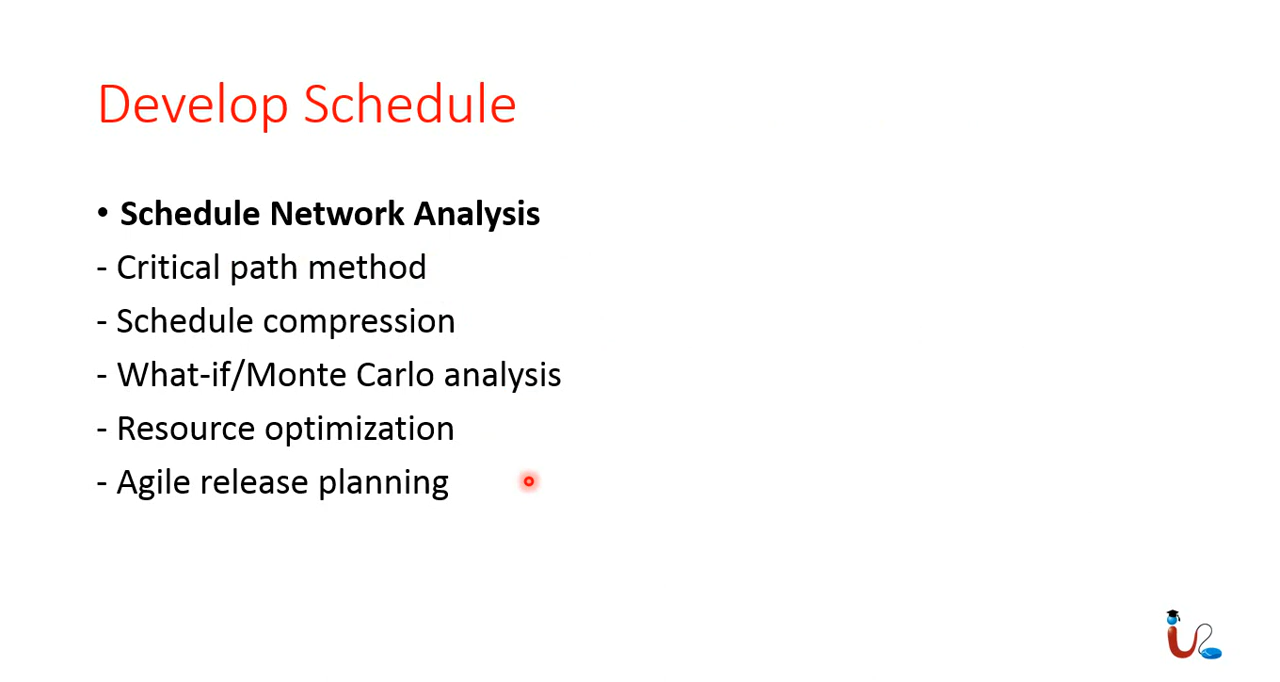 Develop Schedule
• Schedule Network Analysis
- Critical path method
- Schedule compression
- What-if/Monte Carlo analysis
- Resource optimization
- Agile release planning